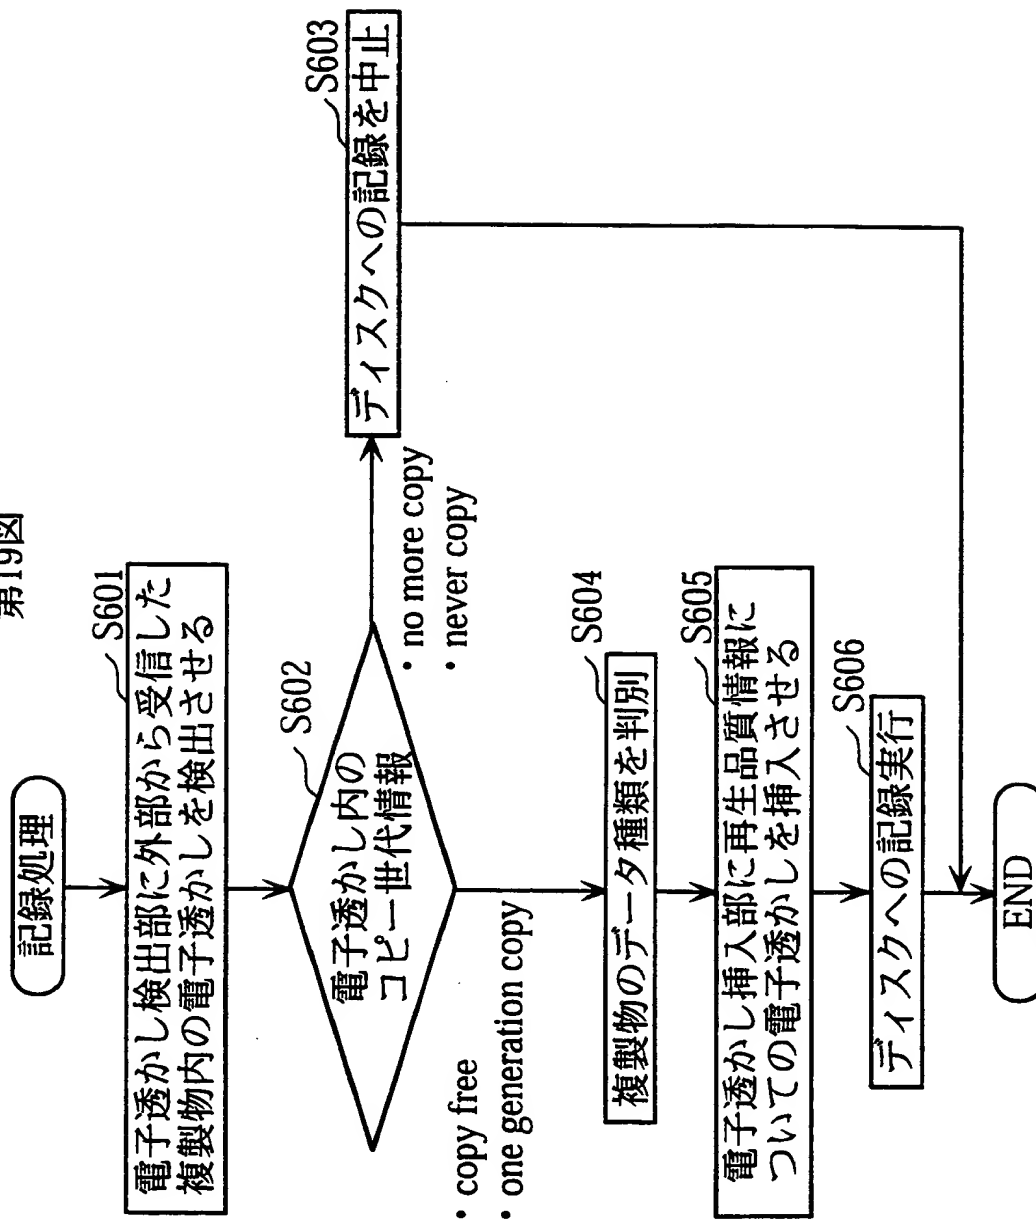 第19図
記録処理
S601
電子透かし検出部に外部から受信した
複製物内の電子透かしを検出させる
S602
電子透かし内の
コピー世代情報
・no more copy
・never copy
S603
ディスクへの記録を中止
・copy free
・one generation copy
S604
複製物のデータ種類を判別
S605
電子透かし挿入部に再生品質情報に
ついての電子透かしを挿入させる
S606
ディスクへの記録実行
END